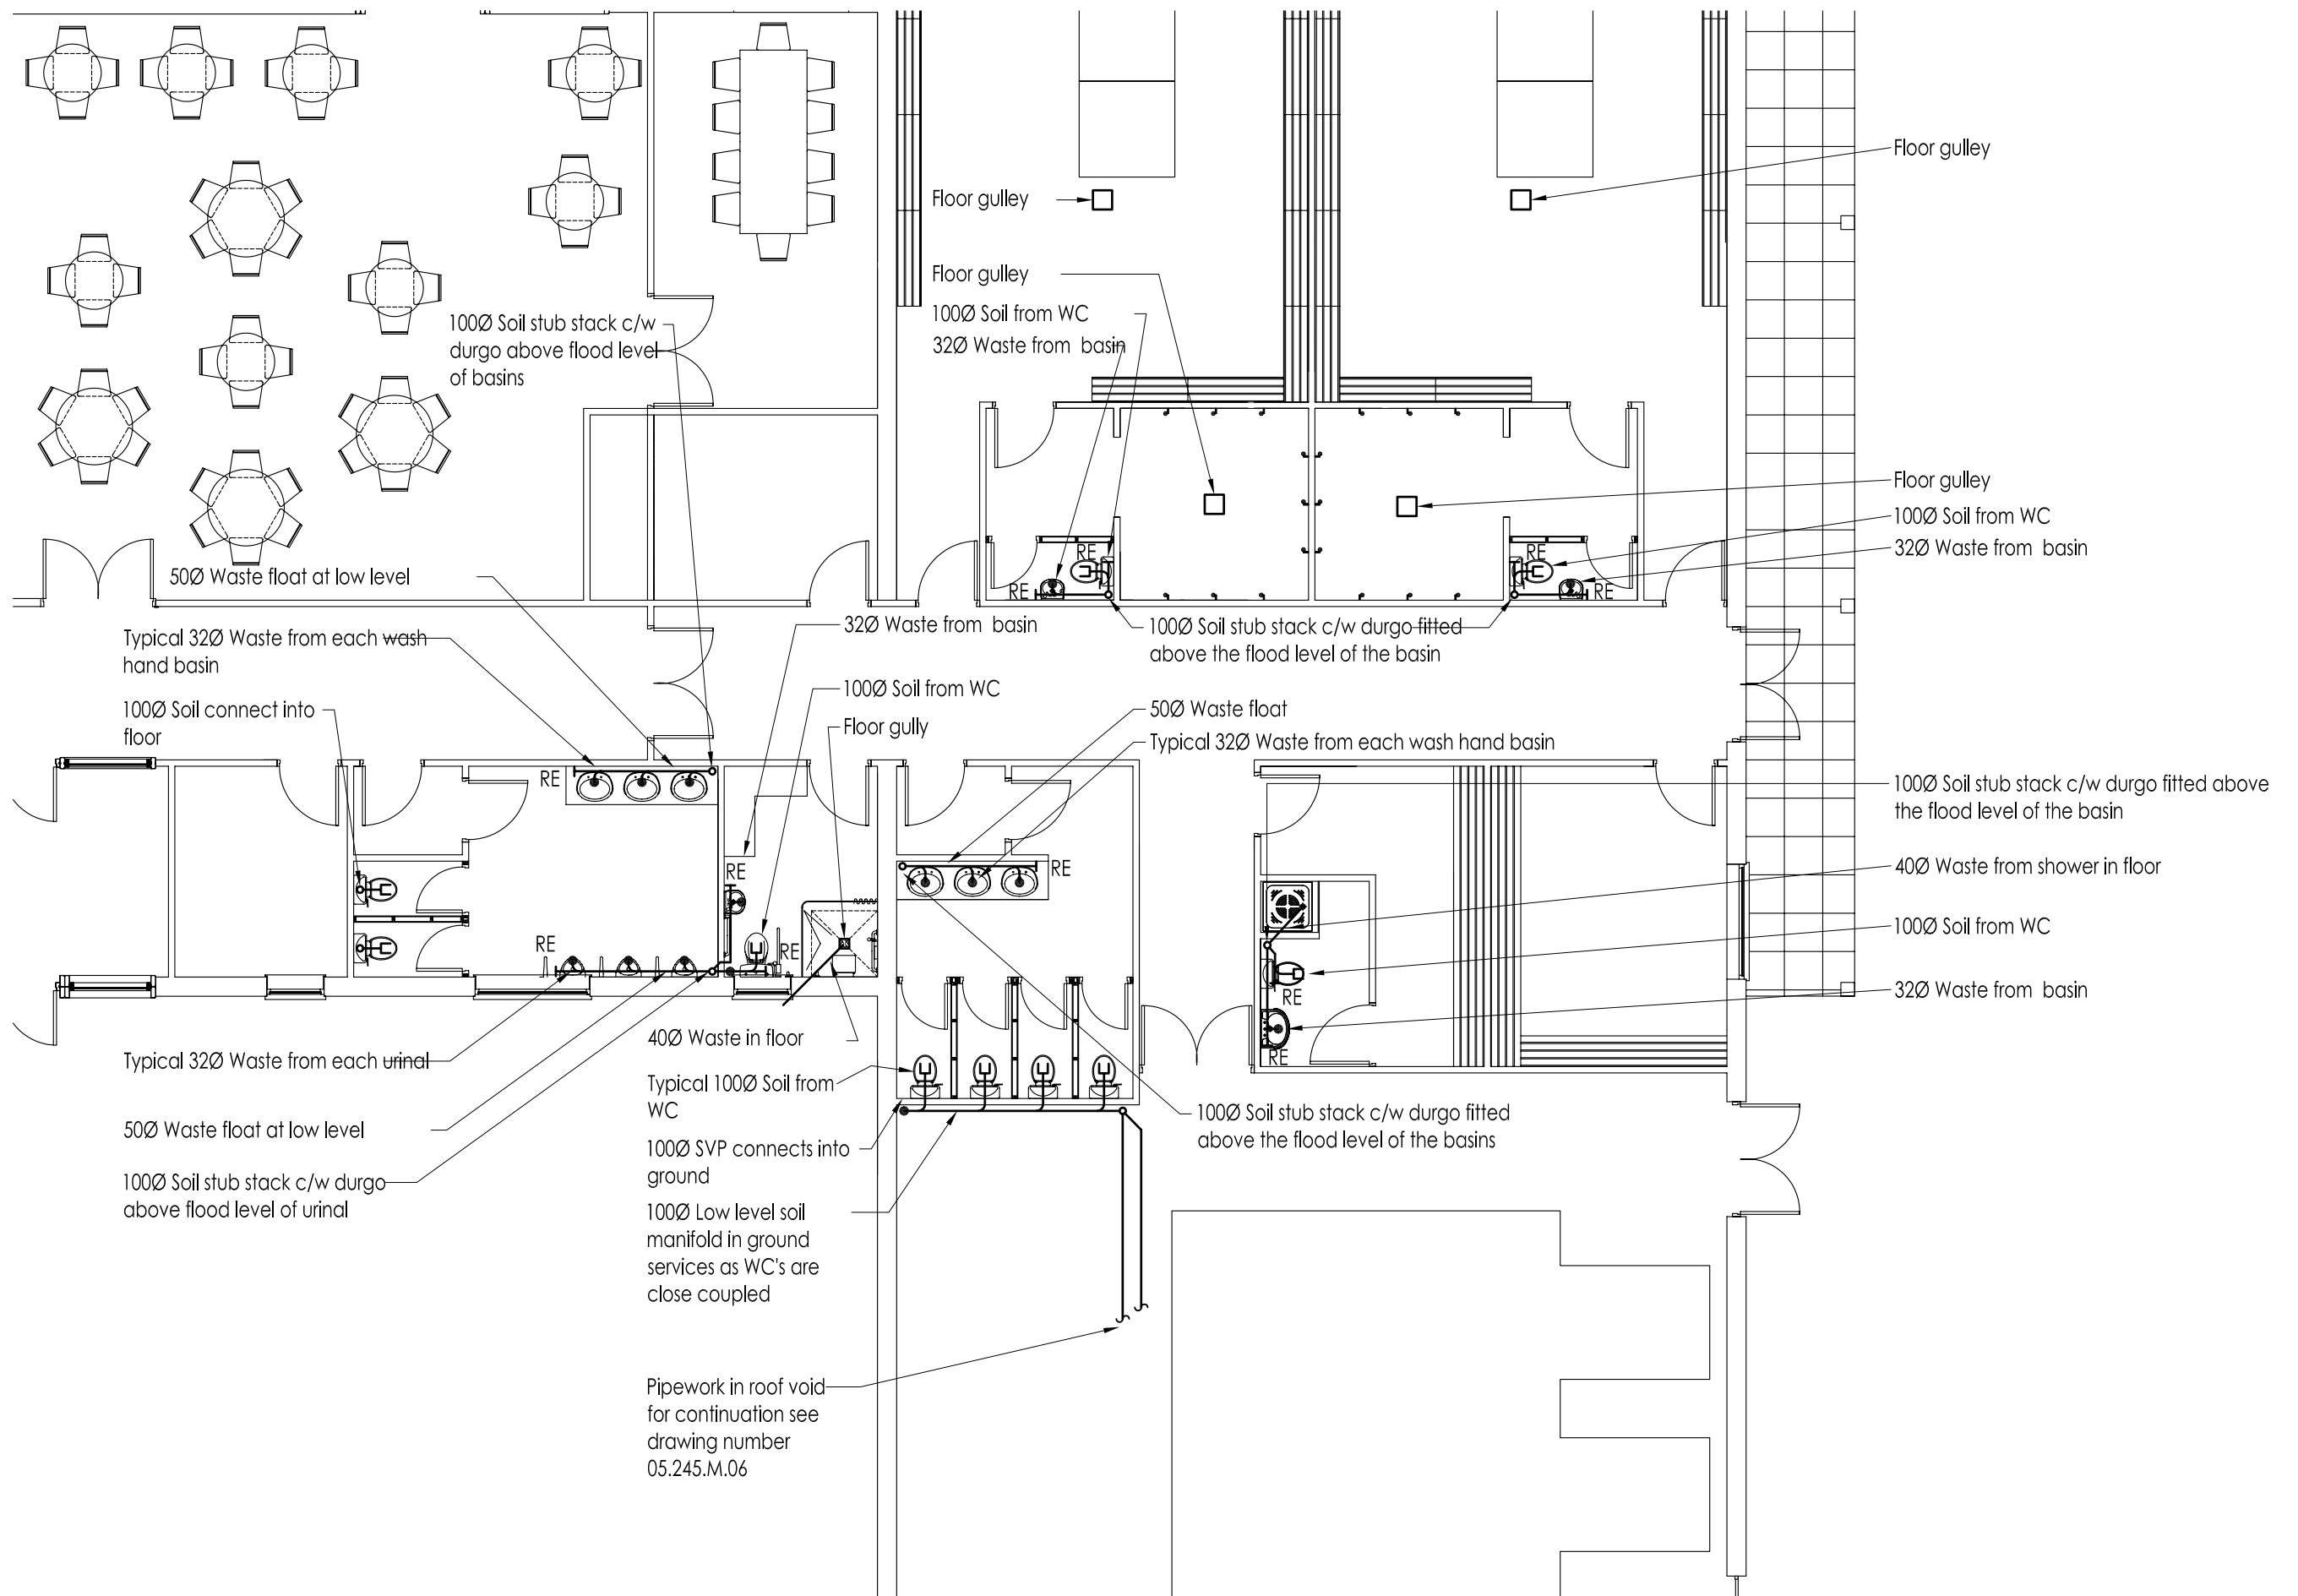 Floor gulley
Floor gulley
Floor gulley
100Ø Soil from WC
32Ø Waste from  basin
100Ø Soil stub stack c/w
durgo above flood level
of basins
Floor gulley
100Ø Soil from WC
32Ø Waste from  basin
RE
RE
RE
RE
50Ø Waste float at low level
Typical 32Ø Waste from each wash
hand basin
100Ø Soil connect into
floor
32Ø Waste from  basin
100Ø Soil stub stack c/w durgo fitted
above the flood level of the basin
100Ø Soil from WC
Floor gully
50Ø Waste float
Typical 32Ø Waste from each wash hand basin
RE
RE
RE
RE
RE
100Ø Soil stub stack c/w durgo fitted above
the flood level of the basin
40Ø Waste from shower in floor
100Ø Soil from WC
32Ø Waste from  basin
RE
RE
Typical 32Ø Waste from each urinal
50Ø Waste float at low level
100Ø Soil stub stack c/w durgo
above flood level of urinal
40Ø Waste in floor
Typical 100Ø Soil from
WC
100Ø SVP connects into
ground
100Ø Low level soil
manifold in ground
services as WC's are
close coupled
100Ø Soil stub stack c/w durgo fitted
above the flood level of the basins
Pipework in roof void
for continuation see
drawing number
05.245.M.06